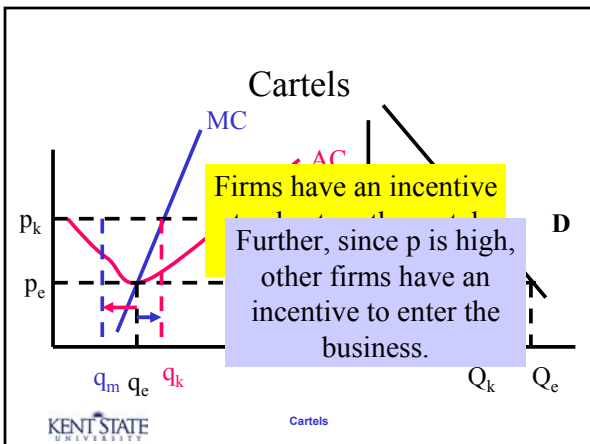 Cartels
MC
AC
Firms have an incentive
Further, since p is high,
other firms have an
incentive to enter the
business.
D
pk
pe
qm qe qk
Qk Qe
KENT STATE
UNIVERSITY
Cartels